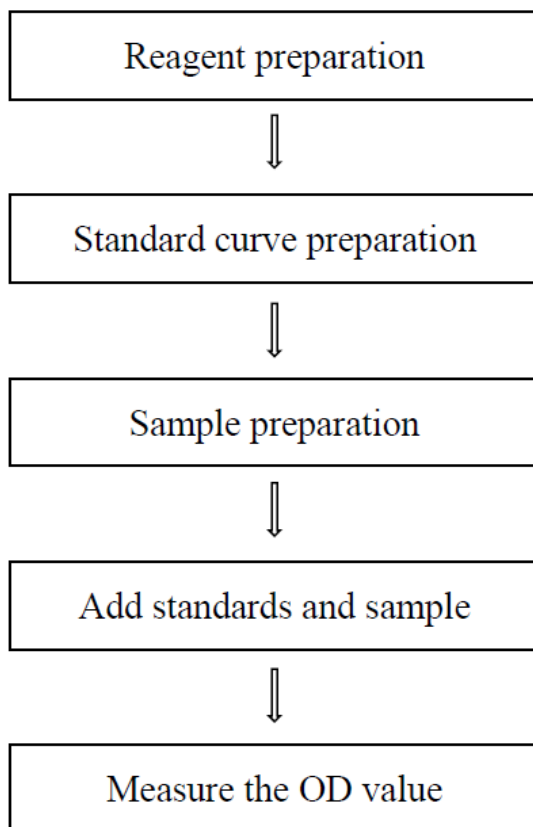 Reagent preparation
Standard curve preparation
Sample preparation
Add standards and sample
Measure the OD value